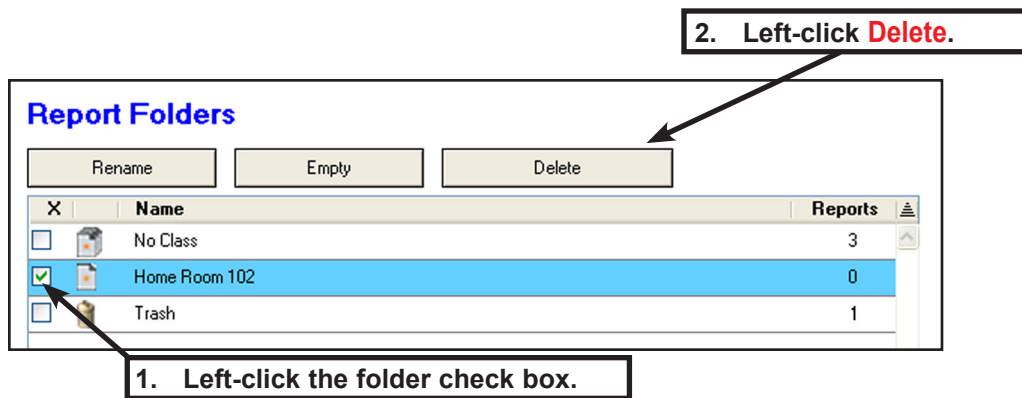 2. Left-click Delete.
Report Folders
Rename Empty Delete
X Name Reports
No Class 3
Home Room 102 0
Trash 1
1. Left-click the folder check box.